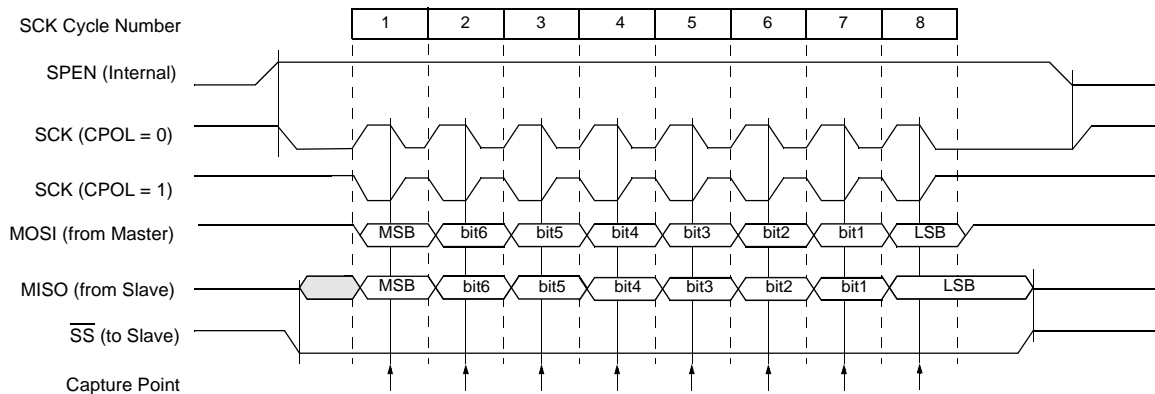 SCK Cycle Number 1 2 3 4 5 6 7 8
SPEN (Internal)
SCK (CPOL = 0)
SCK (CPOL = 1)
MOSI (from Master) MSB bit6 bit5 bit4 bit3 bit2 bit1 LSB
MISO (from Slave) MSB bit6 bit5 bit4 bit3 bit2 bit1 LSB
S̅S̅ (to Slave)
Capture Point